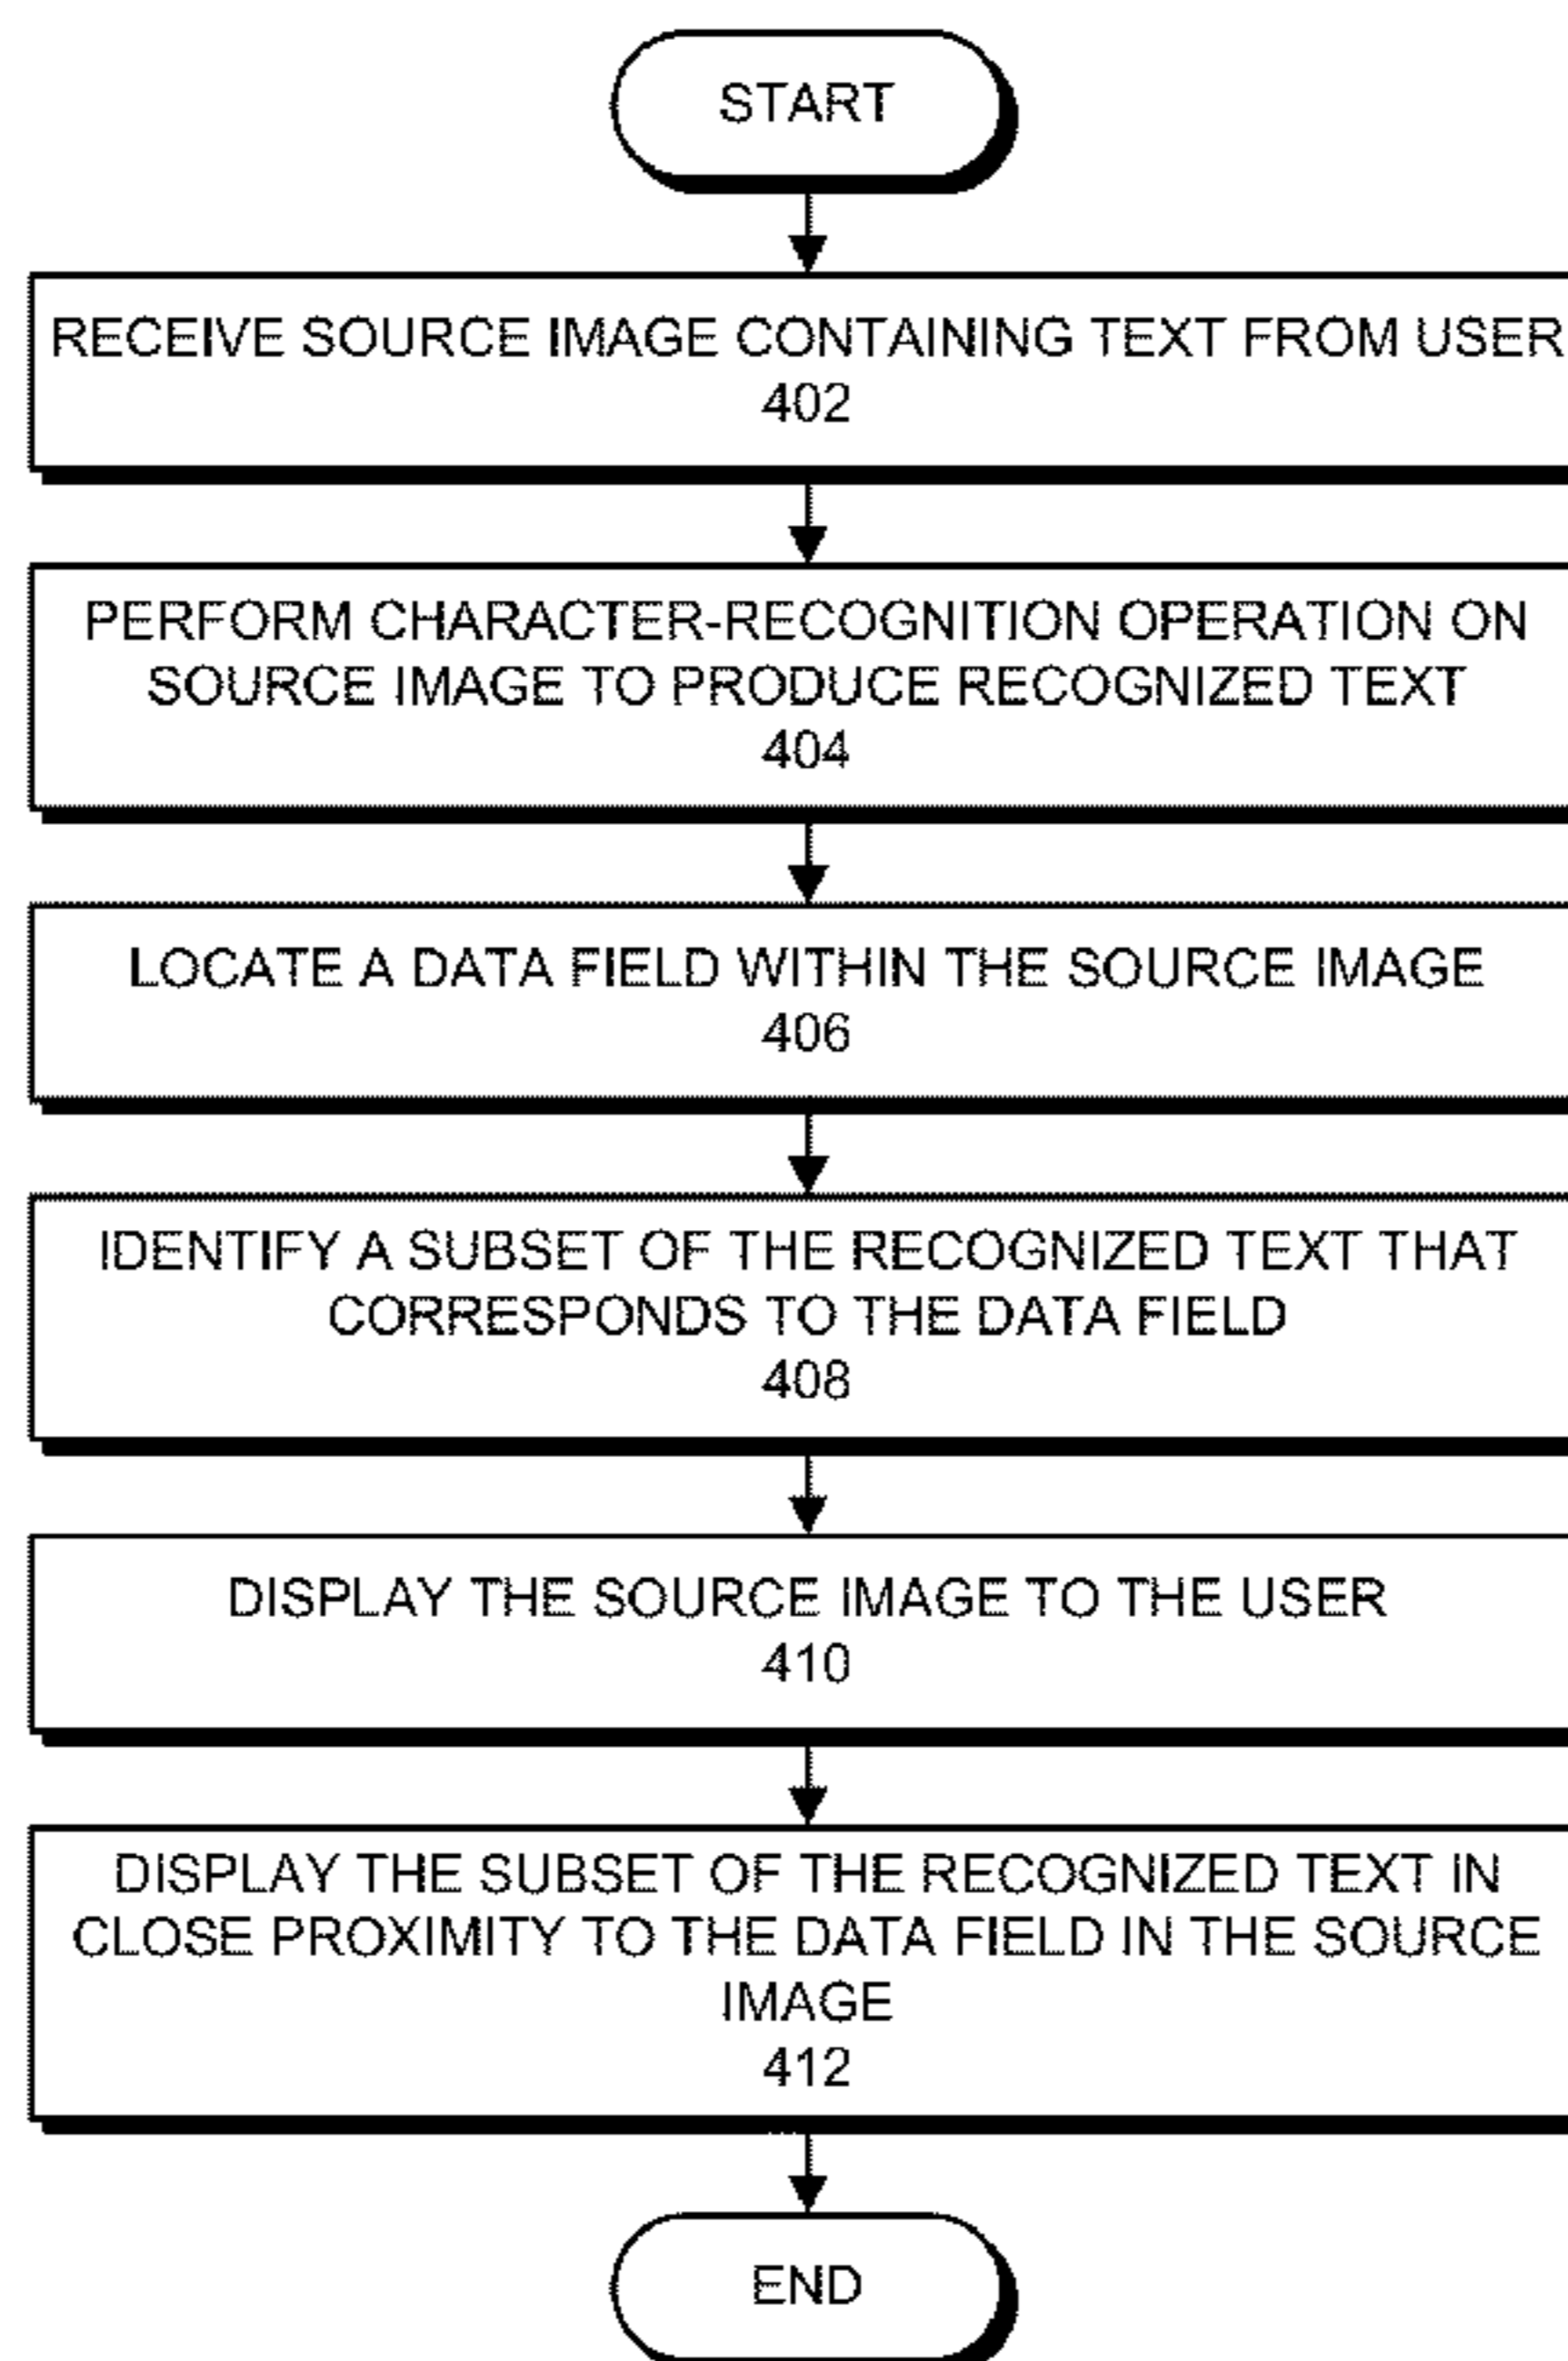 START
RECEIVE SOURCE IMAGE CONTAINING TEXT FROM USER
402
PERFORM CHARACTER-RECOGNITION OPERATION ON
SOURCE IMAGE TO PRODUCE RECOGNIZED TEXT
404
LOCATE A DATA FIELD WITHIN THE SOURCE IMAGE
406
IDENTIFY A SUBSET OF THE RECOGNIZED TEXT THAT
CORRESPONDS TO THE DATA FIELD
408
DISPLAY THE SOURCE IMAGE TO THE USER
410
DISPLAY THE SUBSET OF THE RECOGNIZED TEXT IN
CLOSE PROXIMITY TO THE DATA FIELD IN THE SOURCE
IMAGE
412
END